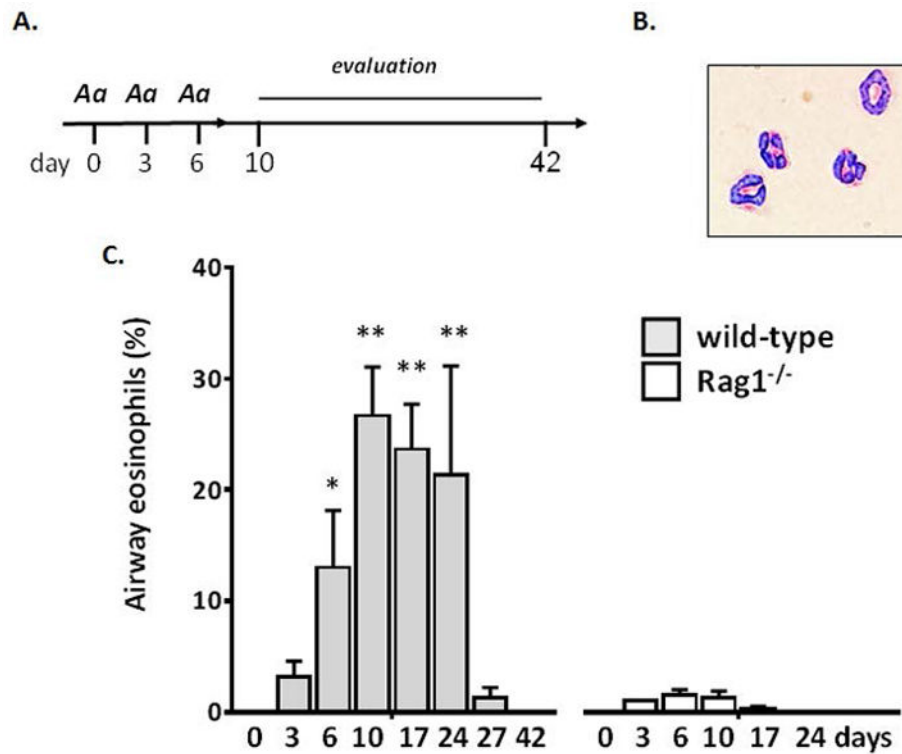 A.
B.
evaluation
Aa Aa Aa
day 0 3 6 10 42
C.
Airway eosinophils (%)
40
30
20
10
0
* ** ** **
wild-type
Rag1-/-
0 3 6 10 17 24 27 42 0 3 6 10 17 24 days